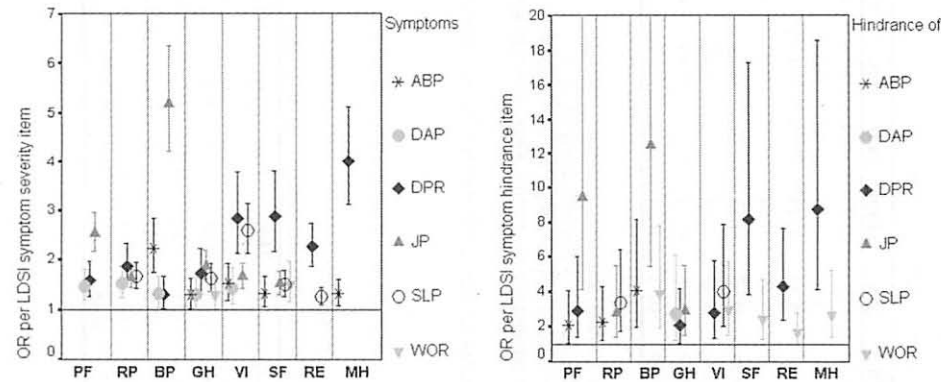 OR per LDSI symptom severity item
7
6
5
4
3
2
1
0
PF RP BP GH VI SF RE MH
Symptoms
ABP
DAP
DPR
JP
SLP
WOR
OR per LDSI symptom hindrance item
20
18
16
14
12
10
8
6
4
2
0
PF RP BP GH VI SF RE MH
Hindrance of
ABP
DAP
DPR
JP
SLP
WOR